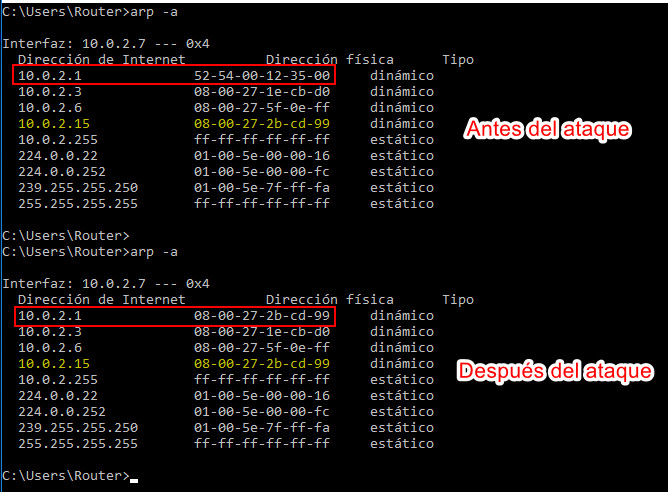 C:\Users\Router>arp -a
Interfaz: 10.0.2.7 --- 0x4
Dirección de Internet Dirección física Tipo
10.0.2.1 52-54-00-12-35-00 dinámico
10.0.2.3 08-00-27-1e-cb-d0 dinámico
10.0.2.6 08-00-27-5f-0e-ff dinámico
10.0.2.15 08-00-27-2b-cd-99 dinámico
10.0.2.255 ff-ff-ff-ff-ff-ff estático
224.0.0.22 01-00-5e-00-00-16 estático
224.0.0.252 01-00-5e-00-00-fc estático
239.255.255.250 01-00-5e-7f-ff-fa estático
255.255.255.255 ff-ff-ff-ff-ff-ff estático
Antes del ataque
C:\Users\Router>
C:\Users\Router>arp -a
Interfaz: 10.0.2.7 --- 0x4
Dirección de Internet Dirección física Tipo
10.0.2.1 08-00-27-2b-cd-99 dinámico
10.0.2.3 08-00-27-1e-cb-d0 dinámico
10.0.2.6 08-00-27-5f-0e-ff dinámico
10.0.2.15 08-00-27-2b-cd-99 dinámico
10.0.2.255 ff-ff-ff-ff-ff-ff estático
224.0.0.22 01-00-5e-00-00-16 estático
224.0.0.252 01-00-5e-00-00-fc estático
239.255.255.250 01-00-5e-7f-ff-fa estático
255.255.255.255 ff-ff-ff-ff-ff-ff estático
Después del ataque
C:\Users\Router>